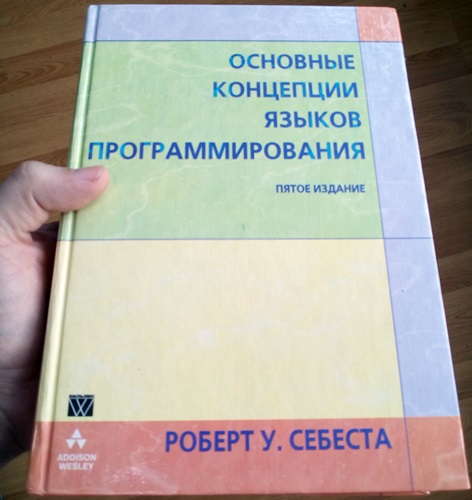 ОСНОВНЫЕ
КОНЦЕПЦИИ
ЯЗЫКОВ
ПРОГРАММИРОВАНИЯ
ПЯТОЕ ИЗДАНИЕ
W
РОБЕРТ У. СЕБЕСТА
ADDISON
WESLEY